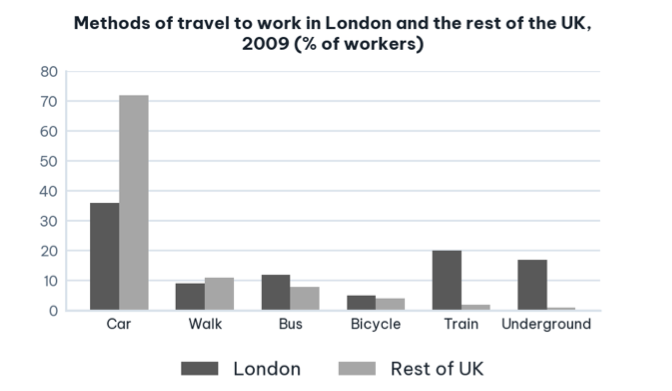 Methods of travel to work in London and the rest of the UK,
2009 (% of workers)
80
70
60
50
40
30
20
10
0
Car Walk Bus Bicycle Train Underground
London Rest of UK